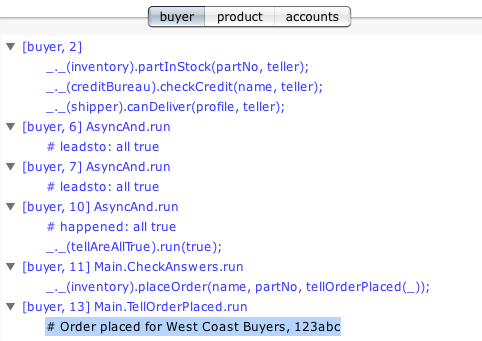 buyer product accounts
[buyer, 2]
_._(inventory).partInStock(partNo, teller);
_._(creditBureau).checkCredit(name, teller);
_._(shipper).canDeliver(profile, teller);
[buyer, 6] AsyncAnd.run
# leadsto: all true
[buyer, 7] AsyncAnd.run
# leadsto: all true
[buyer, 10] AsyncAnd.run
# happened: all true
_._(tellAreAllTrue).run(true);
[buyer, 11] Main.CheckAnswers.run
_._(inventory).placeOrder(name, partNo, tellOrderPlaced(_));
[buyer, 13] Main.TellOrderPlaced.run
# Order placed for West Coast Buyers, 123abc